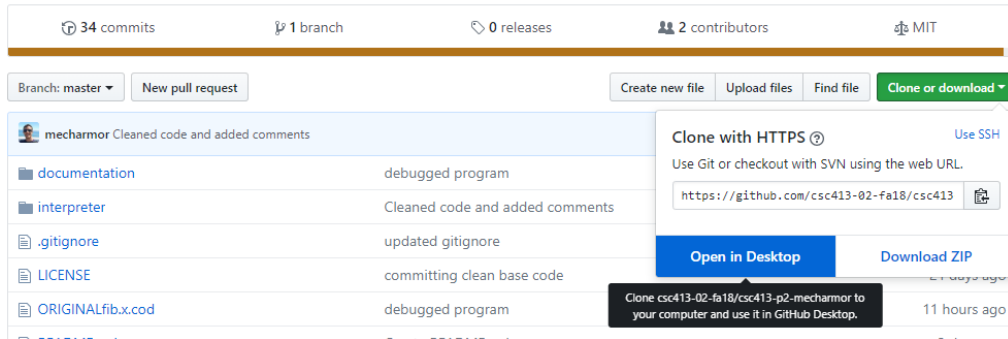 34 commits 1 branch 0 releases 2 contributors MIT
Branch: master New pull request Create new file Upload files Find file Clone or download
mecharmor Cleaned code and added comments
Clone with HTTPS Use SSH
Use Git or checkout with SVN using the web URL.
https://github.com/csc413-02-fa18/csc413
Open in Desktop Download ZIP
documentation debugged program
interpreter Cleaned code and added comments
.gitignore updated gitignore
LICENSE committing clean base code days ago
Clone csc413-02-fa18/csc413-p2-mecharmor to
your computer and use it in GitHub Desktop.
ORIGINALfib.x.cod debugged program 11 hours ago